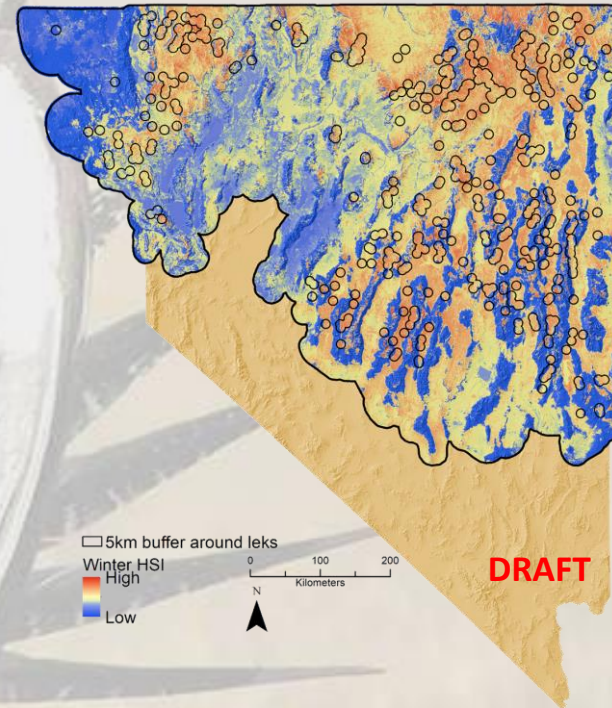 5km buffer around leks
Winter HSI
High
Low
0 100 200
Kilometers
N
DRAFT